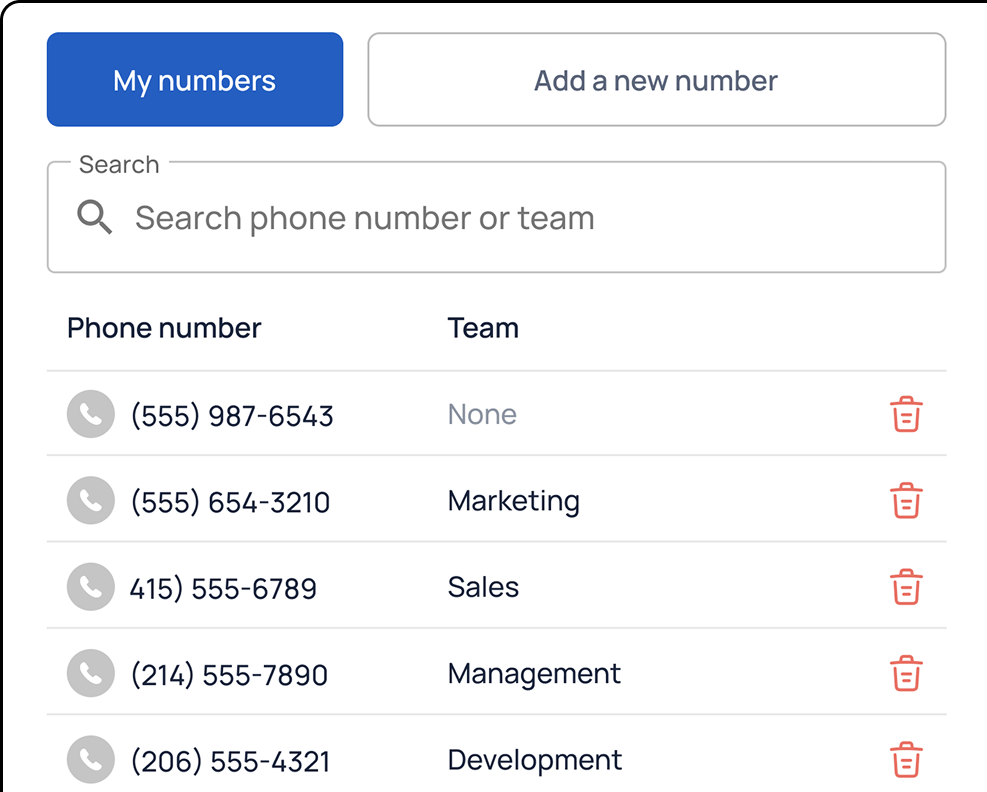 My numbers
Add a new number
Search
Search phone number or team
Phone number Team
(555) 987-6543 None
(555) 654-3210 Marketing
415) 555-6789 Sales
(214) 555-7890 Management
(206) 555-4321 Development